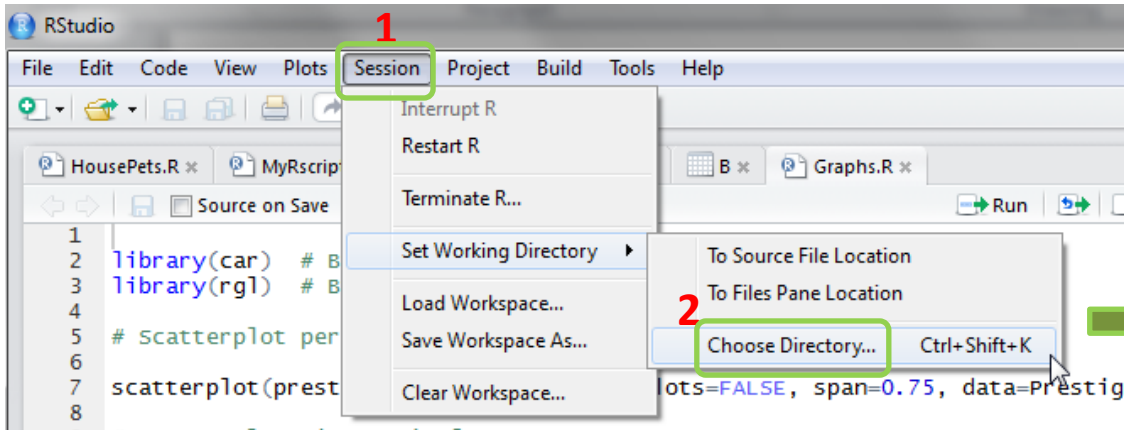 RStudio
1
File Edit Code View Plots Session Project Build Tools Help
Interrupt R
Restart R
Terminate R...
Set Working Directory
Load Workspace...
Save Workspace As...
Clear Workspace...
To Source File Location
To Files Pane Location
2
Choose Directory... Ctrl+Shift+K
HousePets.R MyRscrip B Graphs.R
Source on Save Run
1
2 library(car) # B
3 library(rgl) # B
4
5 # Scatterplot per
6
7 scatterplot(prest lots=FALSE, span=0.75, data=Prestig
8